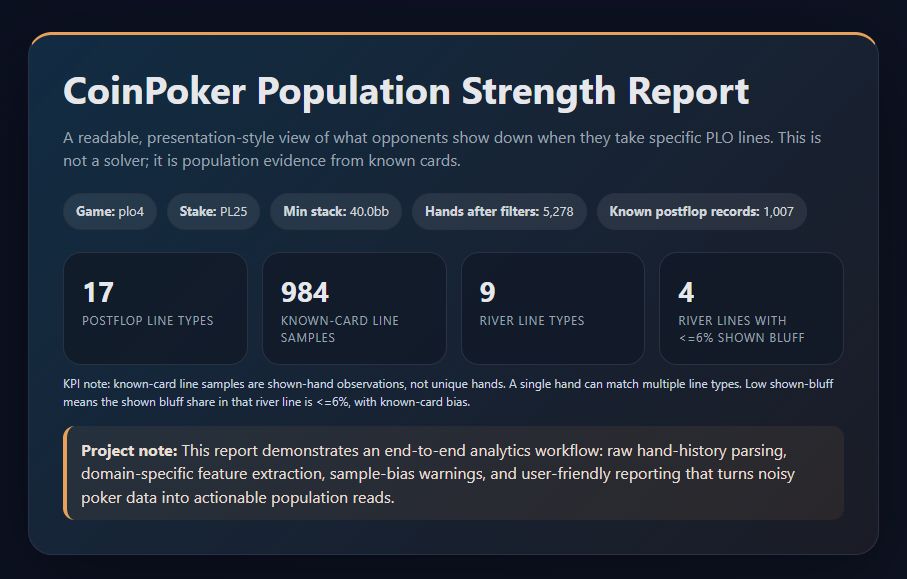 CoinPoker Population Strength Report
A readable, presentation-style view of what opponents show down when they take specific PLO lines. This is
not a solver; it is population evidence from known cards.
Game: plo4
Stake: PL25
Min stack: 40.0bb
Hands after filters: 5,278
Known postflop records: 1,007
17
POSTFLOP LINE TYPES
984
KNOWN-CARD LINE
SAMPLES
9
RIVER LINE TYPES
4
RIVER LINES WITH
<=6% SHOWN BLUFF
KPI note: known-card line samples are shown-hand observations, not unique hands. A single hand can match multiple line types. Low shown-bluff
means the shown bluff share in that river line is <=6%, with known-card bias.
Project note: This report demonstrates an end-to-end analytics workflow: raw hand-history parsing,
domain-specific feature extraction, sample-bias warnings, and user-friendly reporting that turns noisy
poker data into actionable population reads.